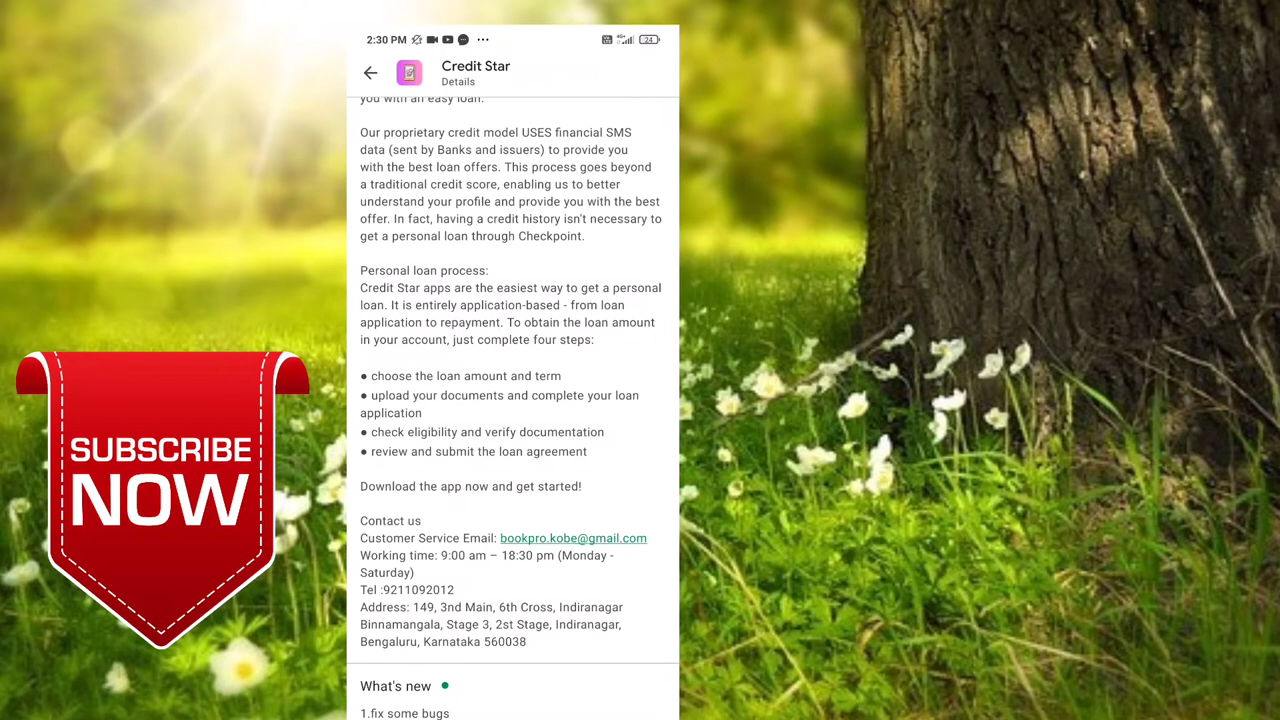 2:30 PM
24
Credit Star
Details
you with an easy loan.
Our proprietary credit model USES financial SMS
data (sent by Banks and issuers) to provide you
with the best loan offers. This process goes beyond
a traditional credit score, enabling us to better
understand your profile and provide you with the best
offer. In fact, having a credit history isn't necessary to
get a personal loan through Checkpoint.
Personal loan process:
Credit Star apps are the easiest way to get a personal
loan. It is entirely application-based - from loan
application to repayment. To obtain the loan amount
in your account, just complete four steps:
● choose the loan amount and term
● upload your documents and complete your loan
application
● check eligibility and verify documentation
● review and submit the loan agreement
Download the app now and get started!
Contact us
Customer Service Email: bookpro.kobe@gmail.com
Working time: 9:00 am – 18:30 pm (Monday -
Saturday)
Tel :9211092012
Address: 149, 3nd Main, 6th Cross, Indiranagar
Binnamangala, Stage 3, 2st Stage, Indiranagar,
Bengaluru, Karnataka 560038
What's new
1.fix some bugs
SUBSCRIBE
NOW